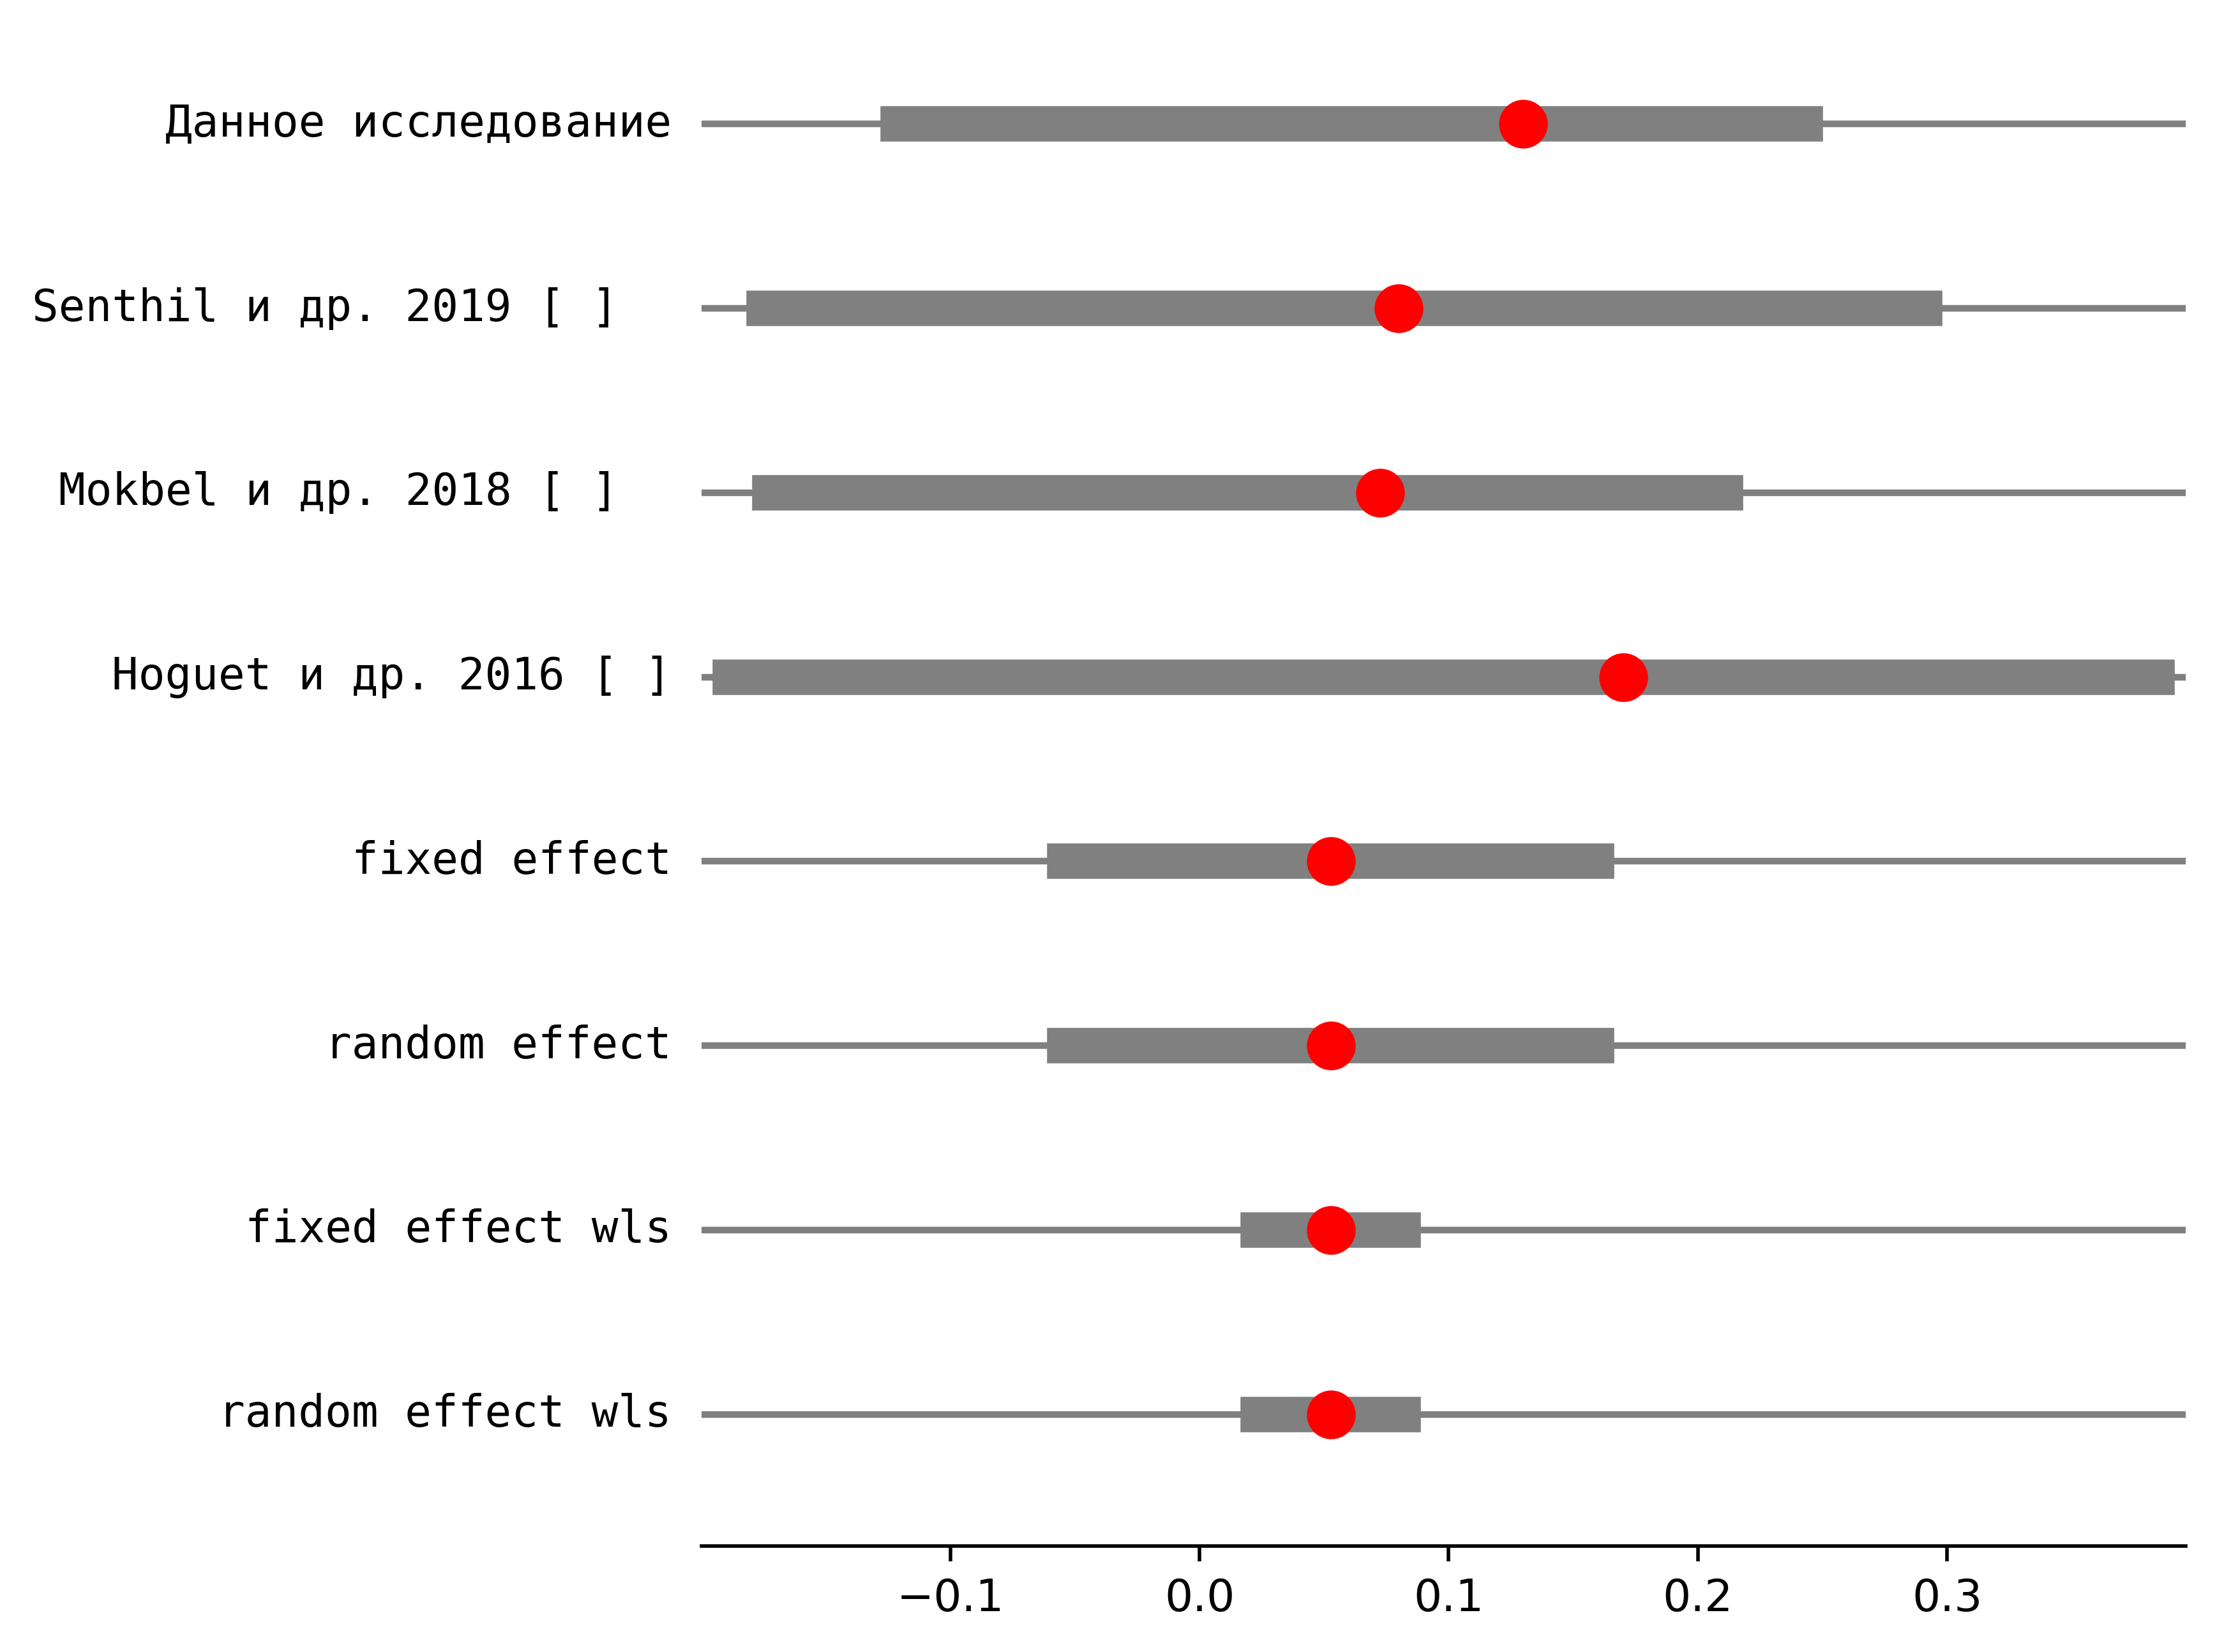 Данное исследование
Senthil и др. 2019 [ ]
Mokbel и др. 2018 [ ]
Hoguet и др. 2016 [ ]
fixed effect
random effect
fixed effect wls
random effect wls
−0.1 0.0 0.1 0.2 0.3